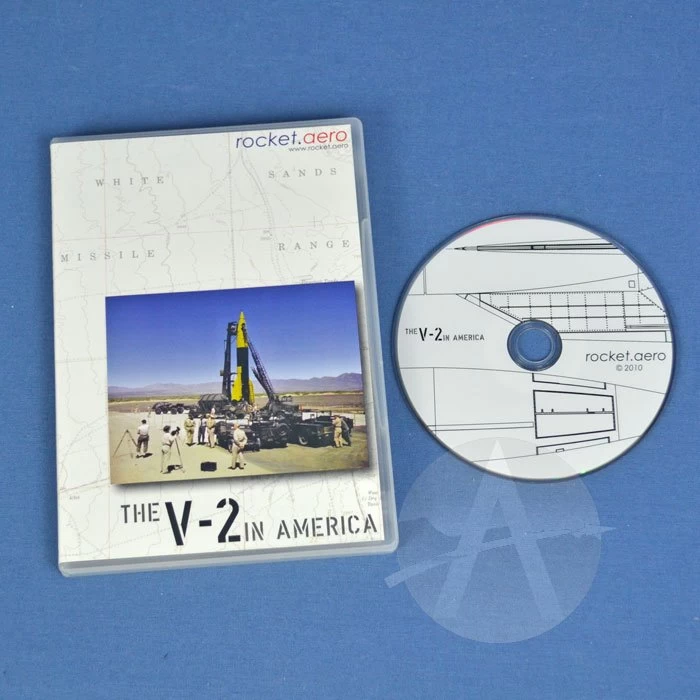 rocket.aero
www.rocket.aero
WHITE SANDS
MISSILE RANGE
THE V-2 IN AMERICA
THE V-2 IN AMERICA
rocket.aero
© 2010